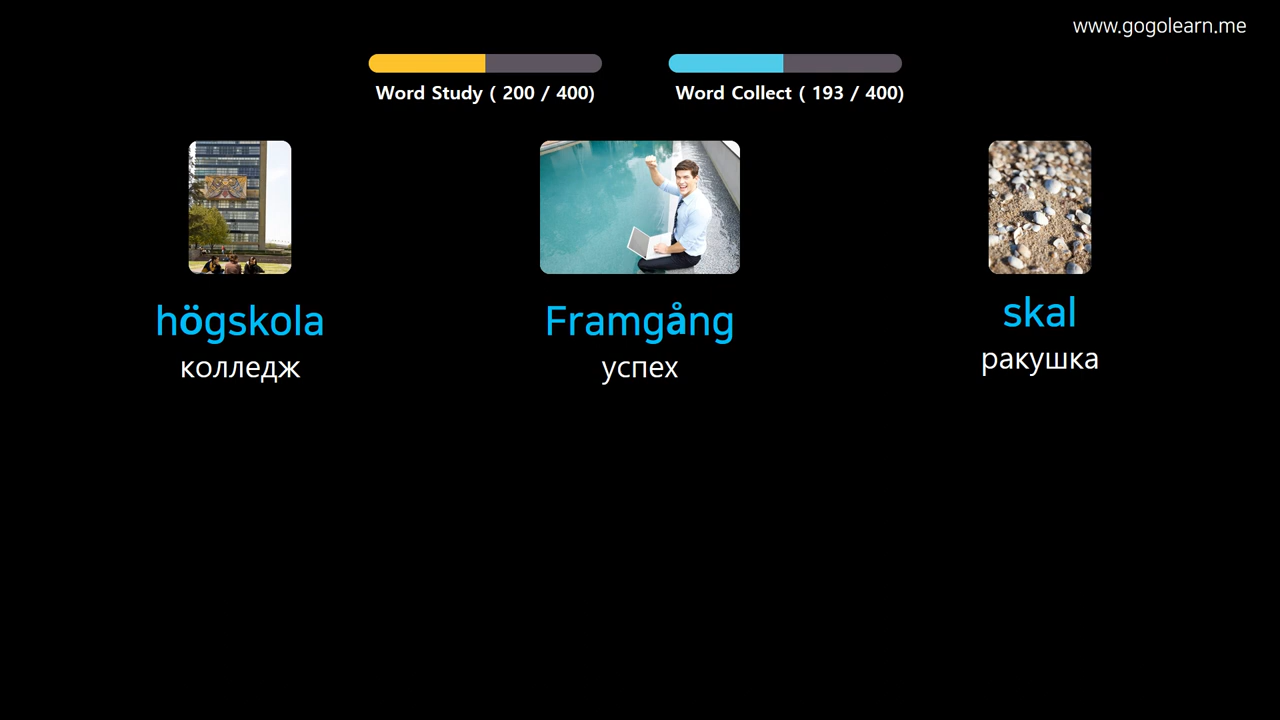 www.gogolearn.me
Word Study ( 200 / 400)
Word Collect ( 193 / 400)
högskola
Framgång
skal
колледж
успех
ракушка